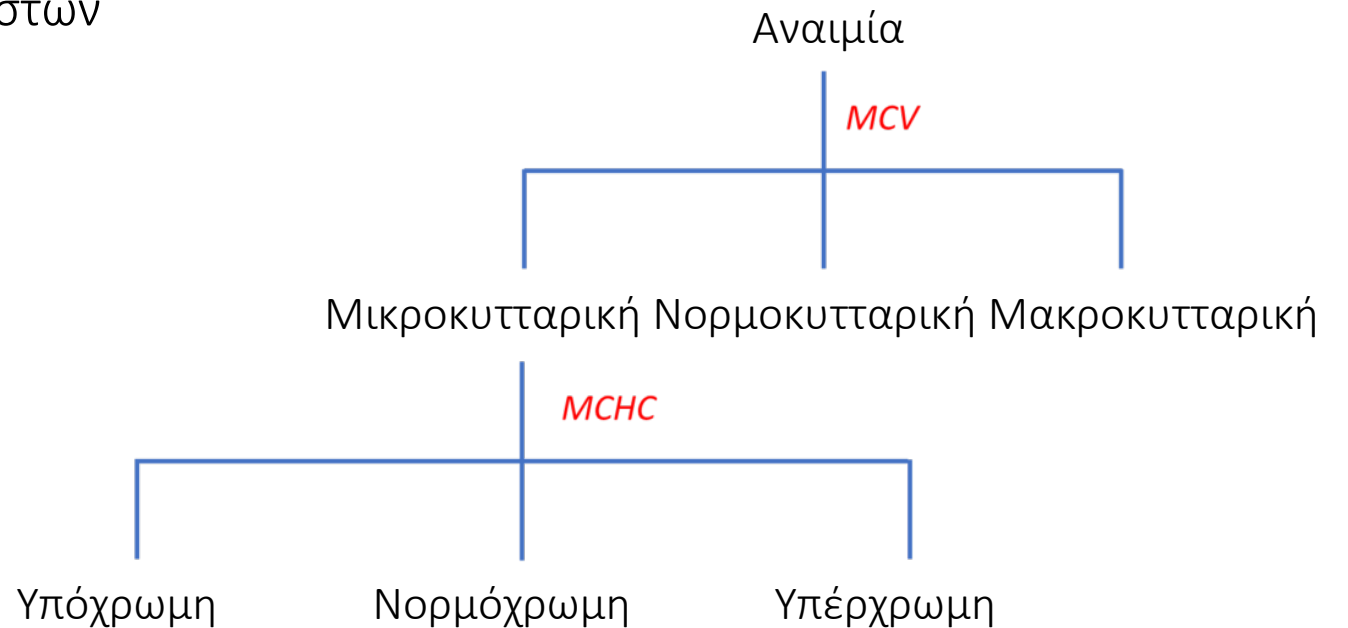 Αναιμία
MCV
Μικροκυτταρική Νορμοκυτταρική Μακροκυτταρική
MCHC
Υπόχρωμη Νορμόχρωμη Υπέρχρωμη